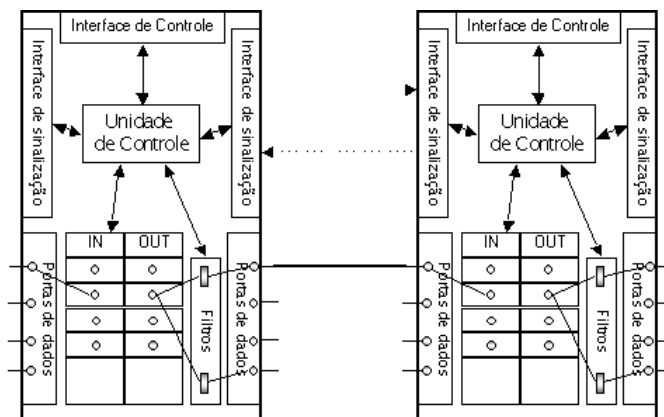 Interface de Controle
Interface de sinalização
Interface de sinalização
Unidade
de Controle
IN
OUT
Portas de dados
Filtros
Portas de dados
Interface de Controle
Interface de sinalização
Interface de sinalização
Unidade
de Controle
IN
OUT
Portas de dados
Filtros
Portas de dados